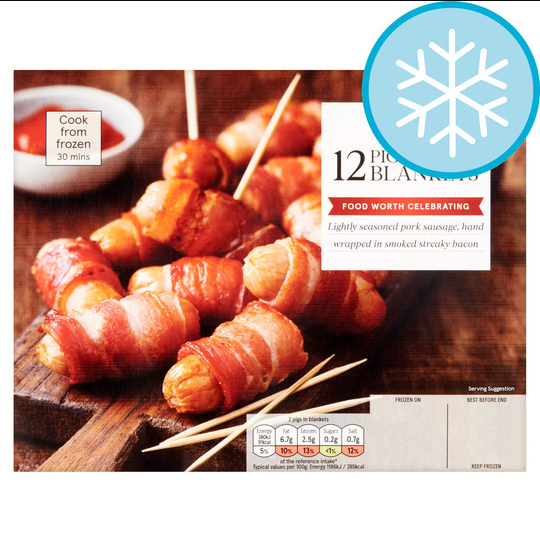 Cook
from
frozen
30 mins
12
BLANKETS
FOOD WORTH CELEBRATING
Lightly seasoned pork sausage, hand
wrapped in smoked streaky bacon
Serving Suggestion
FROZEN ON
BEST BEFORE END
2 pigs in blankets
Energy Fat Saturates Sugars Salt
380kJ
91kcal 6.7g 2.5g 0.2g 0.7g
5% 10% 13% <1% 12%
of the reference intake*
Typical values per 100g: Energy 1186kJ / 285kcal
KEEP FROZEN